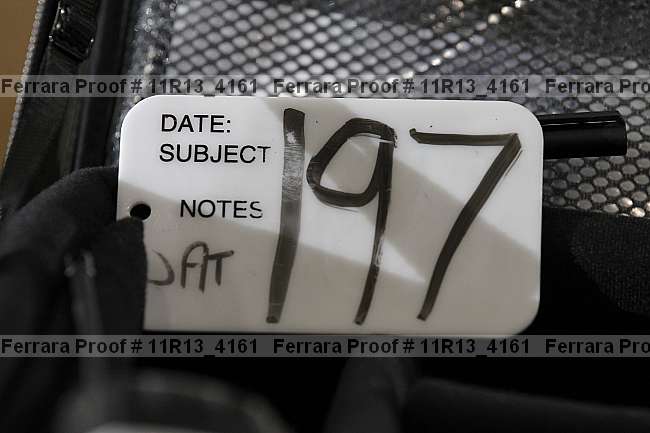 Ferrara Proof # 11R13_4161 Ferrara Proof # 11R13_4161 Ferrara Proof
DATE:
SUBJECT
197
NOTES
Ferrara Proof # 11R13_4161 Ferrara Proof # 11R13_4161 Ferrara Proof